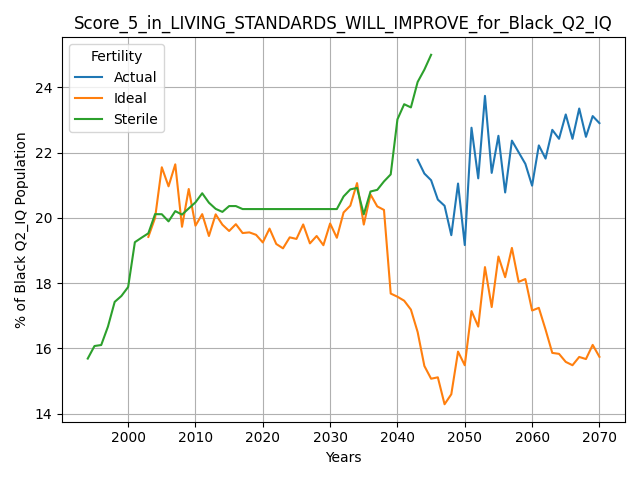 Score_5_in_LIVING_STANDARDS_WILL_IMPROVE_for_Black_Q2_IQ
Fertility
Actual
Ideal
Sterile
% of Black Q2_IQ Population
24
22
20
18
16
14
2000 2010 2020 2030 2040 2050 2060 2070
Years